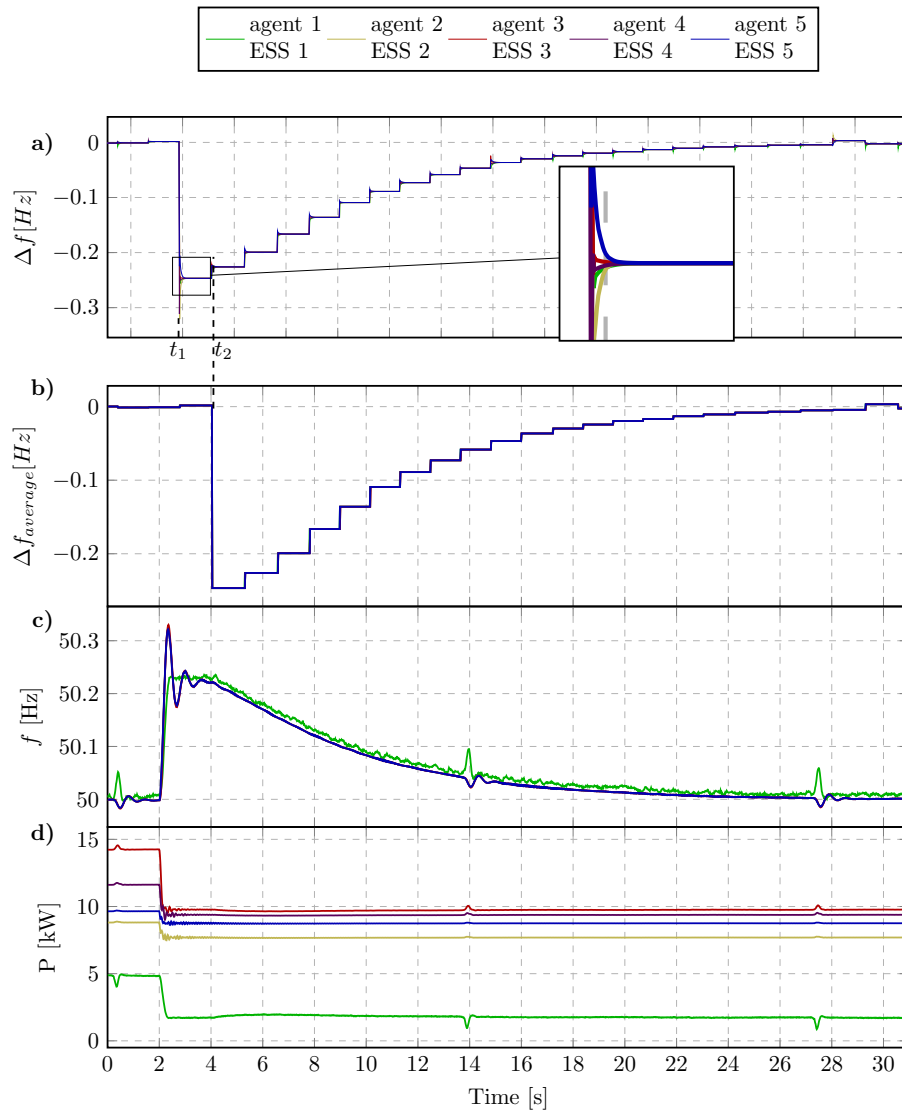 agent 1 agent 2 agent 3 agent 4 agent 5
ESS 1 ESS 2 ESS 3 ESS 4 ESS 5
a)
Δf[Hz]
0
−0.1
−0.2
−0.3
t1 t2
b)
Δfaverage[Hz]
0
−0.1
−0.2
c)
f [Hz]
50.3
50.2
50.1
50
d)
P [kW]
15
10
5
0
0 2 4 6 8 10 12 14 16 18 20 22 24 26 28 30
Time [s]